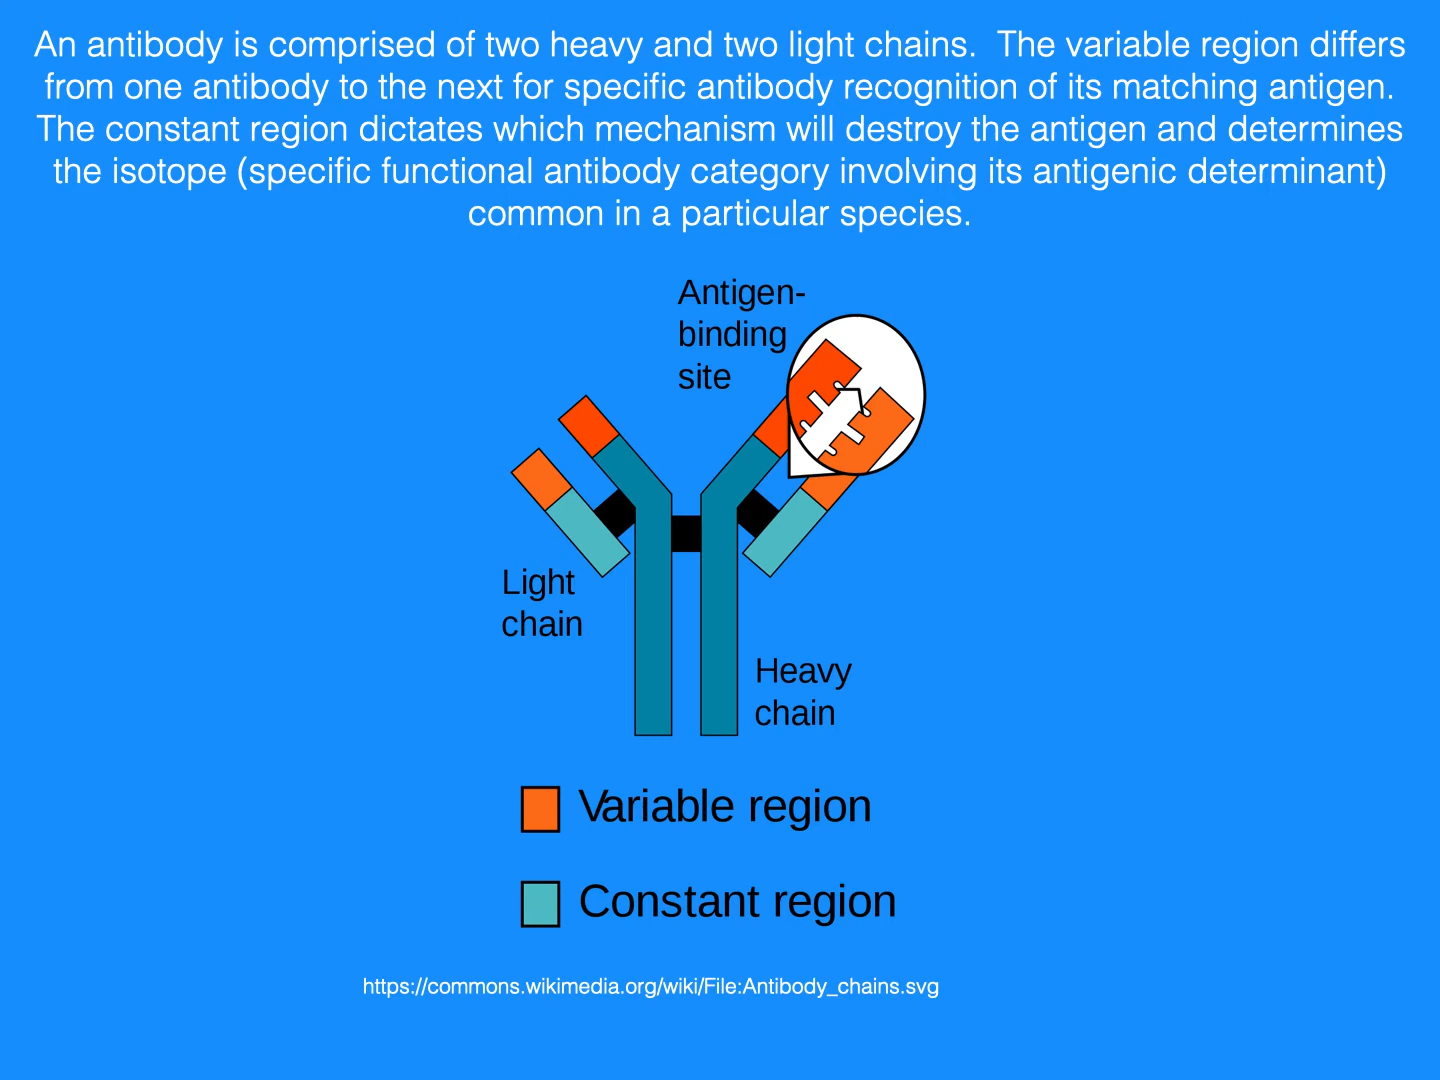 An antibody is comprised of two heavy and two light chains.  The variable region differs
from one antibody to the next for specific antibody recognition of its matching antigen.
The constant region dictates which mechanism will destroy the antigen and determines
the isotope (specific functional antibody category involving its antigenic determinant)
common in a particular species.
Antigen-
binding
site
Light
chain
Heavy
chain
Variable region
Constant region
https://commons.wikimedia.org/wiki/File:Antibody_chains.svg